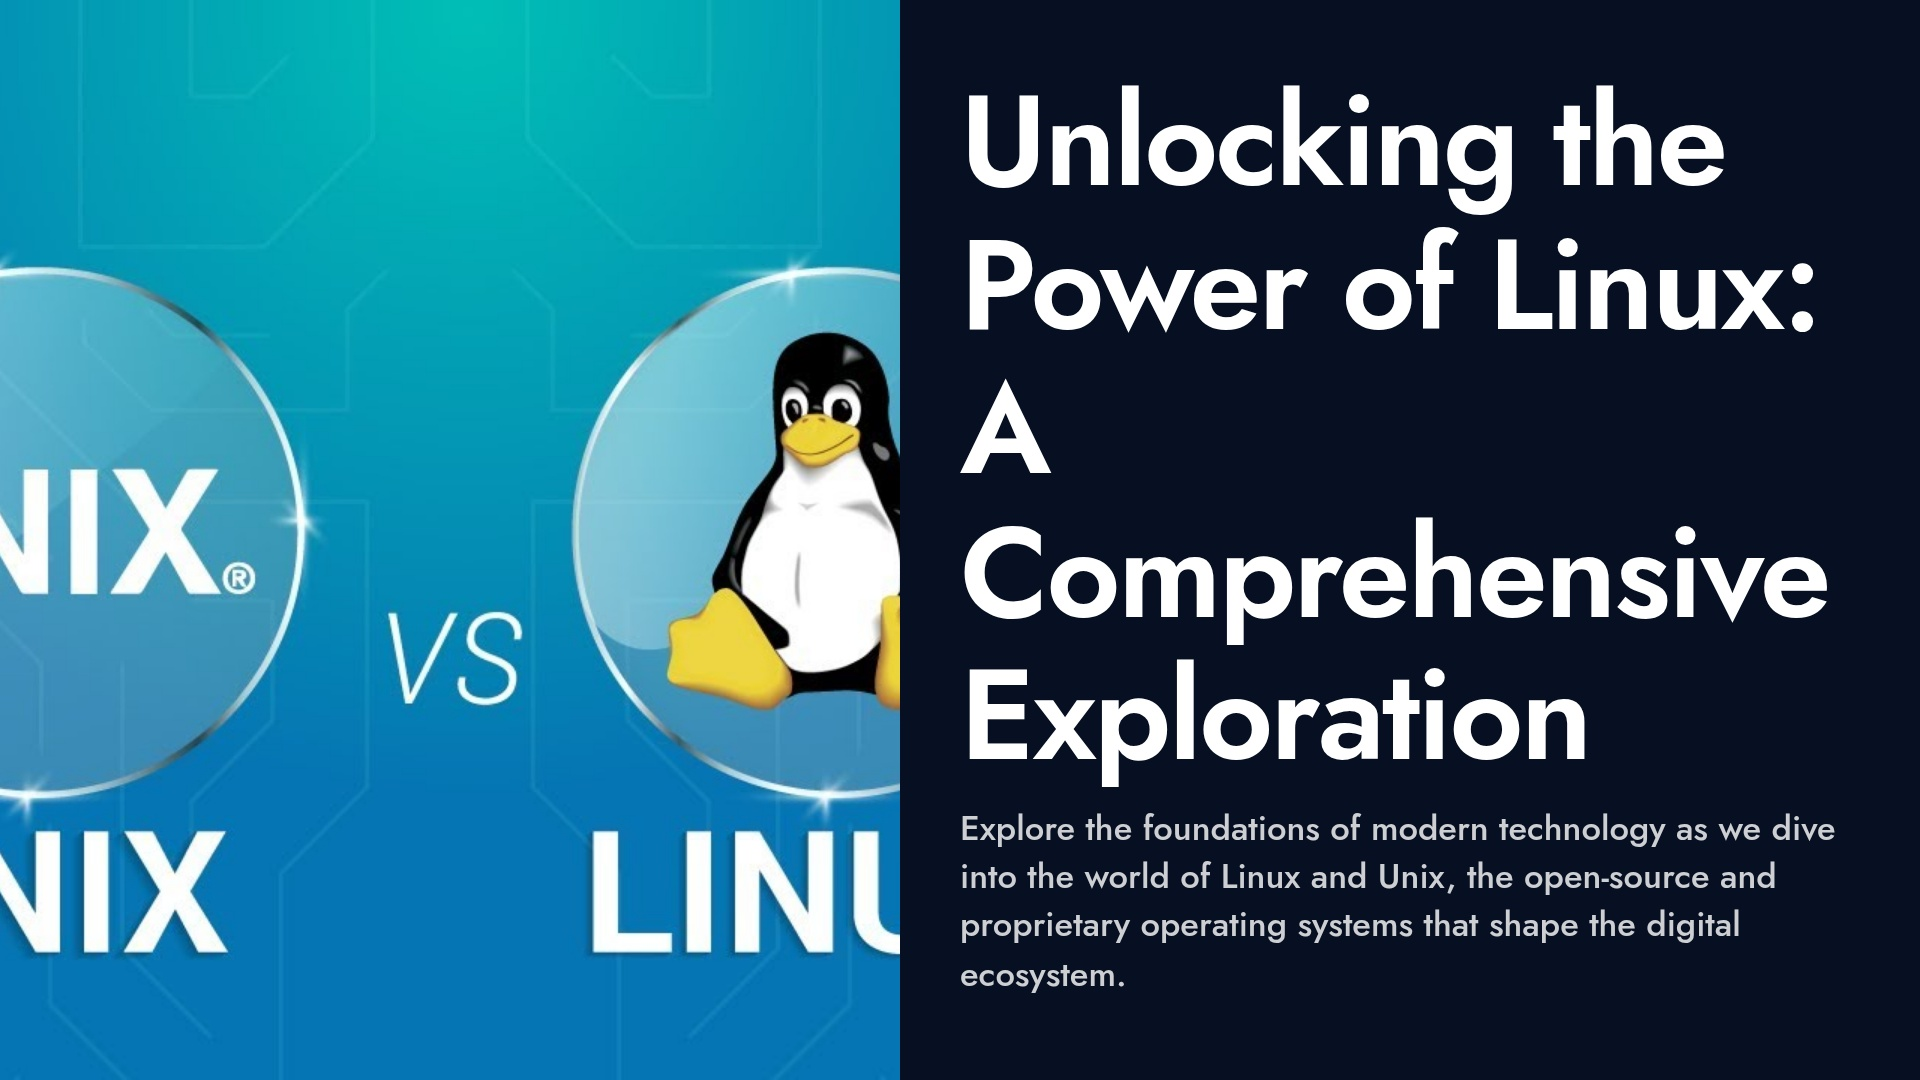 NIX®
VS
NIX
LINU
Unlocking the
Power of Linux:
A
Comprehensive
Exploration
Explore the foundations of modern technology as we dive
into the world of Linux and Unix, the open-source and
proprietary operating systems that shape the digital
ecosystem.